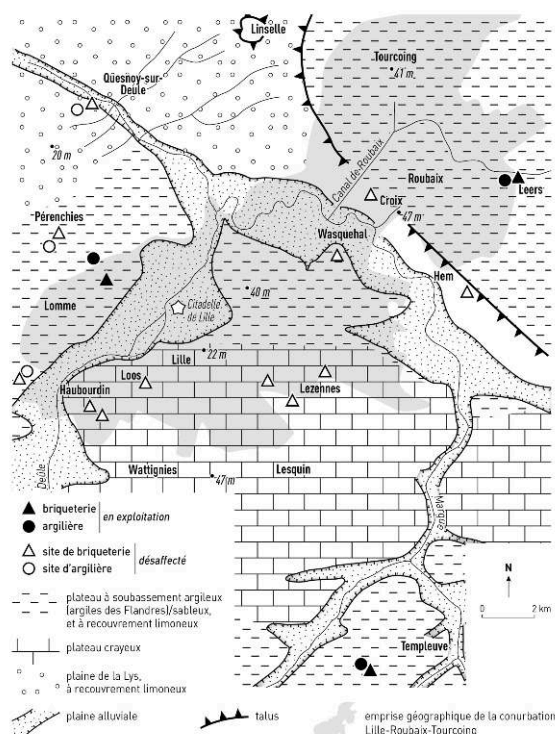 Linselle
Tourcoing
41 m
Quesnoy-sur-
Deule
20 m
Canal de Roubaix
Roubaix
Leers
Croix
47 m
Pérenchies
Wasquehal
Hem
Lomme
40 m
Citadelle
de Lille
22 m
Lille
Loos
Haubourdin
Lezennes
Deûle
Wattignies
47 m
Lesquin
Marque
briqueterie
argilière
en exploitation
site de briqueterie
site d'argilière
désaffecté
N
0
2 km
plateau à soubassement argileux
(argiles des Flandres)/sableux,
et à recouvrement limoneux
plateau crayeux
Templeuve
plaine de la Lys,
à recouvrement limoneux
plaine alluviale
talus
emprise géographique de la conurbation
Lille-Roubaix-Tourcoing